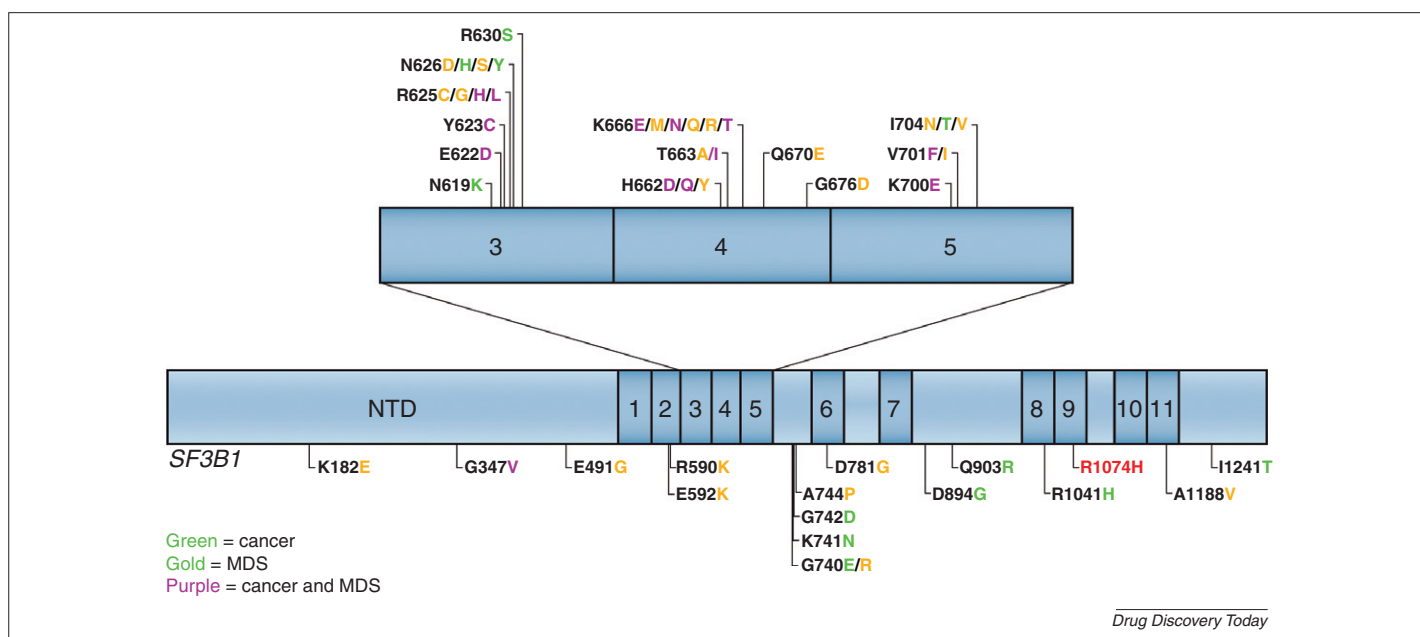 R630S
N626D/H/S/Y
R625C/G/H/L
Y623C
E622D
N619K
K666E/M/N/Q/R/T
T663A/I
H662D/Q/Y
Q670E
G676D
I704N/T/V
V701F/I
K700E
3
4
5
NTD
1
2
3
4
5
6
7
8
9
10
11
SF3B1
K182E
G347V
E491G
R590K
E592K
D781G
A744P
G742D
K741N
G740E/R
Q903R
D894G
R1074H
R1041H
I1241T
A1188V
Green = cancer
Gold = MDS
Purple = cancer and MDS
Drug Discovery Today